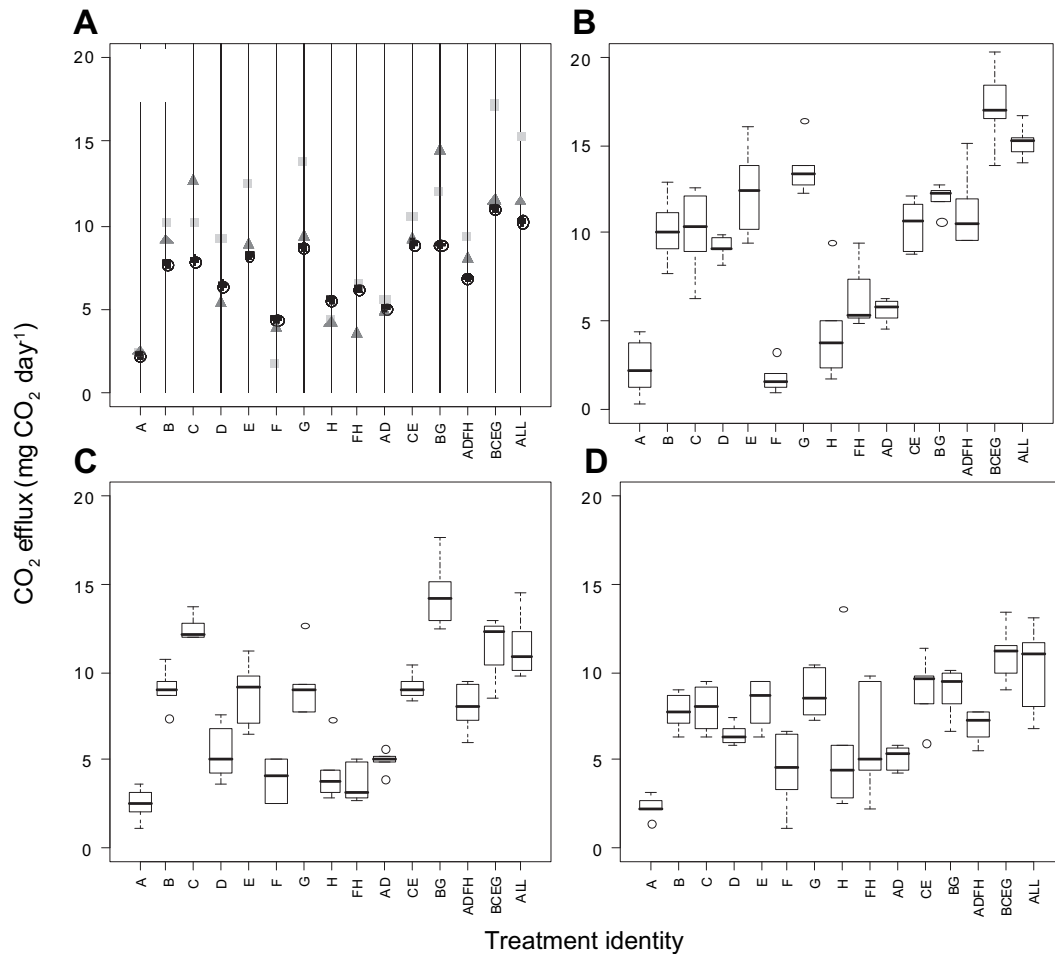 A
B
20
15
10
5
0
A B C D E F G H FH AD CE BG ADFH BCEG ALL
20
15
10
5
0
A B C D E F G H FH AD CE BG ADFH BCEG ALL
C
D
20
15
10
5
0
A B C D E F G H FH AD CE BG ADFH BCEG ALL
20
15
10
5
0
A B C D E F G H FH AD CE BG ADFH BCEG ALL
CO₂ efflux (mg CO₂ day⁻¹)
Treatment identity